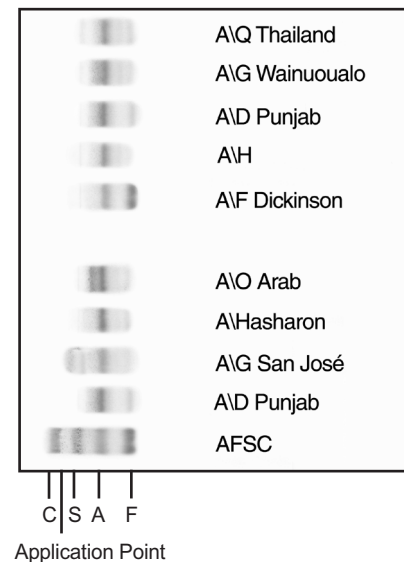 A\Q Thailand
A\G Wainuoualo
A\D Punjab
A\H
A\F Dickinson
A\O Arab
A\Hasharon
A\G San José
A\D Punjab
AFSC
C S A F
Application Point